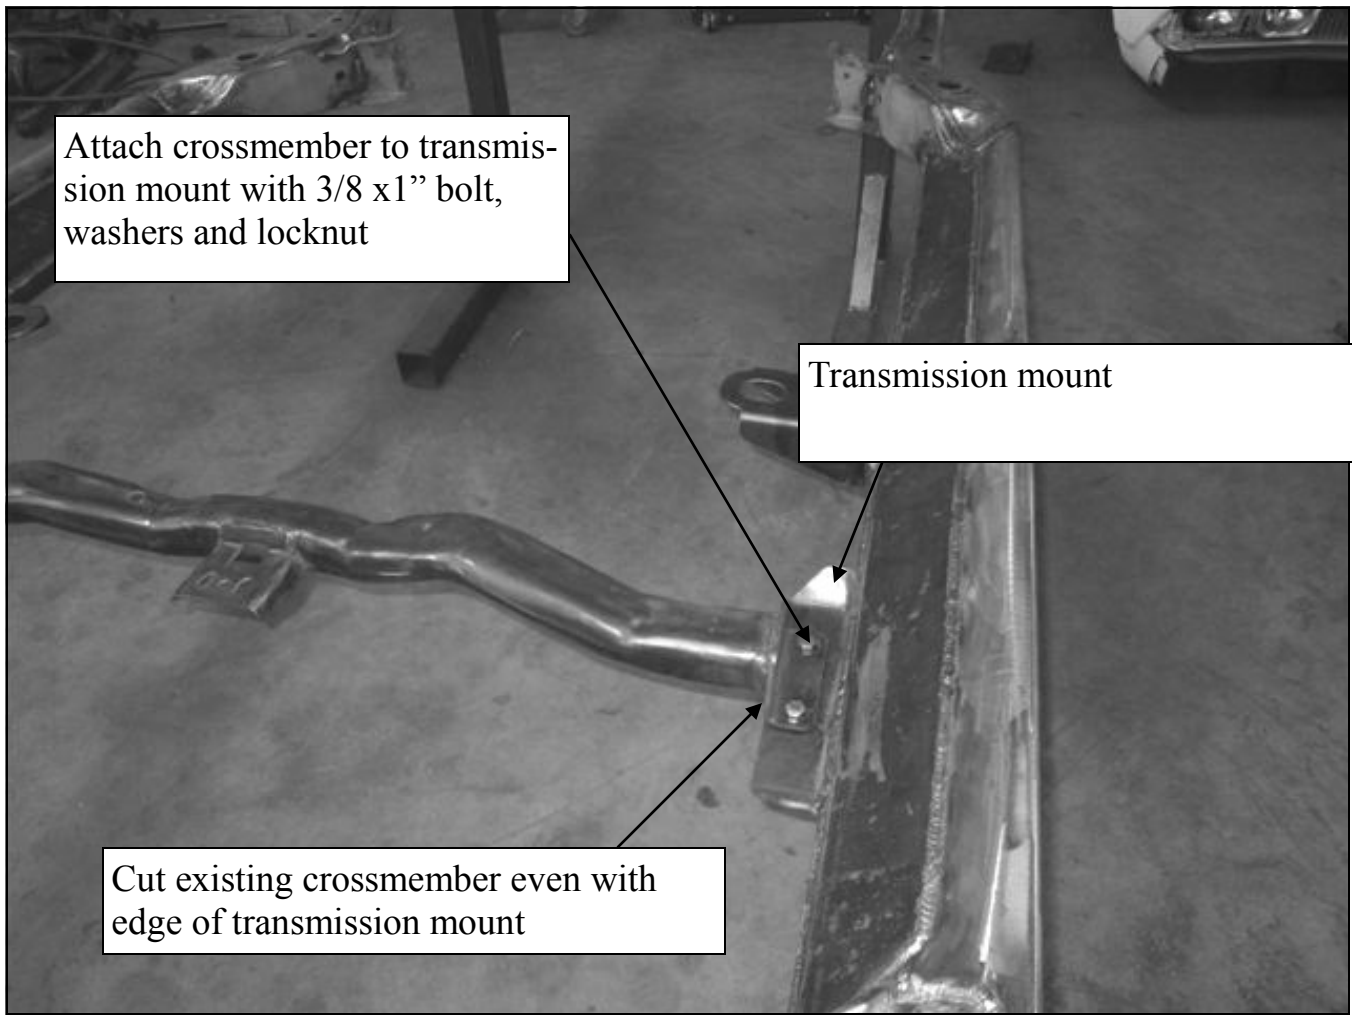 Attach crossmember to transmis-
sion mount with 3/8 x1” bolt,
washers and locknut
Transmission mount
Cut existing crossmember even with
edge of transmission mount